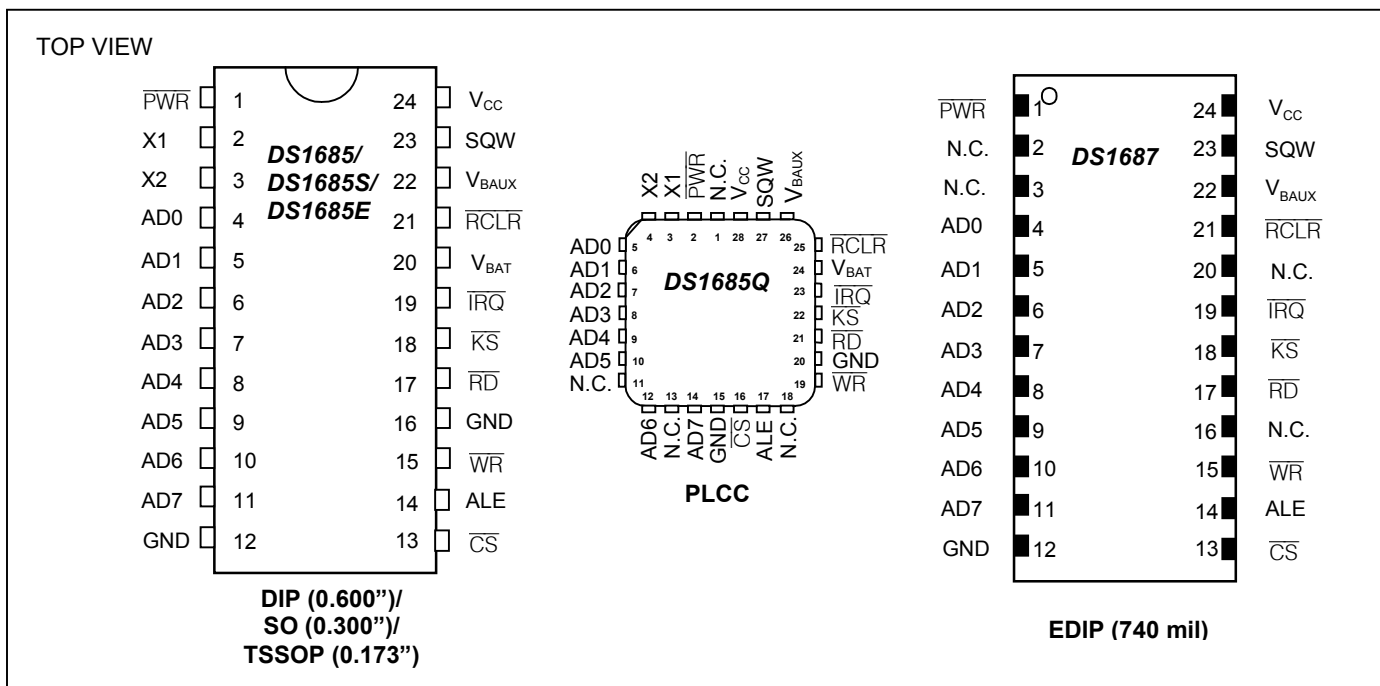 TOP VIEW
PWR 1 24 VCC
X1 2 23 SQW
X2 3 22 VBAUX
AD0 4 21 RCLR
AD1 5 20 VBAT
AD2 6 19 IRQ
AD3 7 18 KS
AD4 8 17 RD
AD5 9 16 GND
AD6 10 15 WR
AD7 11 14 ALE
GND 12 13 CS
DS1685/
DS1685S/
DS1685E
DIP (0.600”)/
SO (0.300”)/
TSSOP (0.173”)
X2 X1 PWR N.C. VCC SQW VBAUX
4 3 2 1 28 27 26
AD0 5 25 RCLR
AD1 6 24 VBAT
AD2 7 23 IRQ
AD3 8 22 KS
AD4 9 21 RD
AD5 10 20 GND
N.C. 11 19 WR
DS1685Q
12 13 14 15 16 17 18
AD6 N.C. AD7 GND CS ALE N.C.
PLCC
PWR 1 24 VCC
N.C. 2 23 SQW
N.C. 3 22 VBAUX
AD0 4 21 RCLR
AD1 5 20 N.C.
AD2 6 19 IRQ
AD3 7 18 KS
AD4 8 17 RD
AD5 9 16 N.C.
AD6 10 15 WR
AD7 11 14 ALE
GND 12 13 CS
DS1687
EDIP (740 mil)